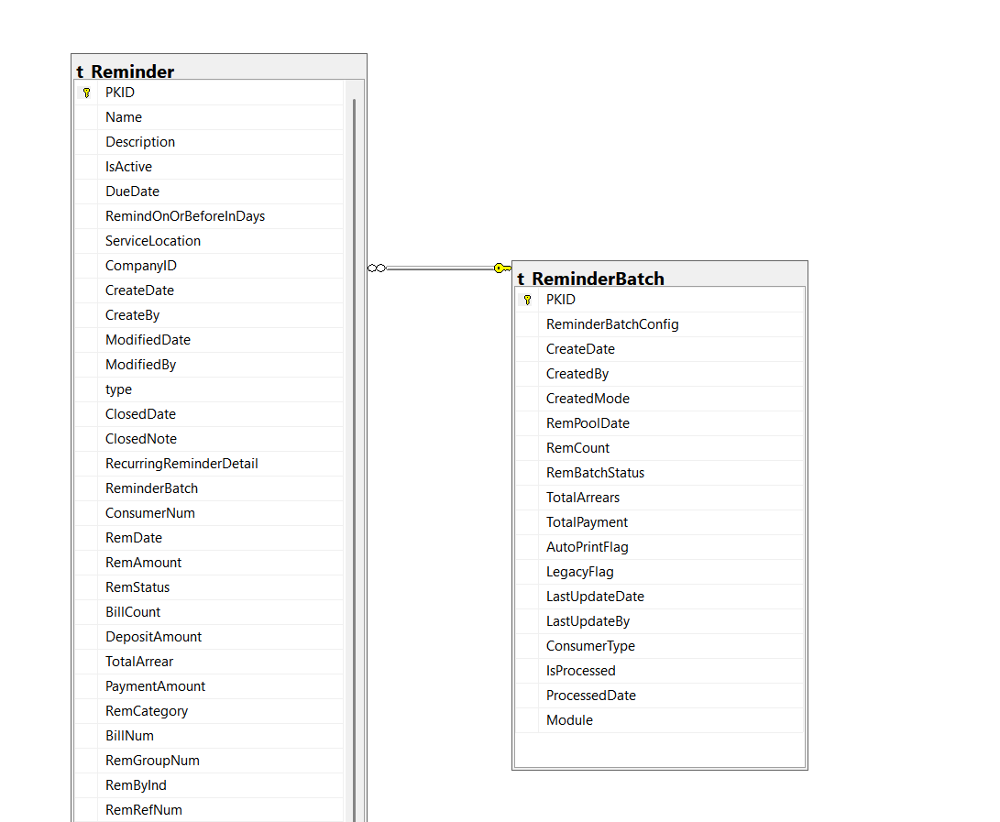 t_Reminder
PKID
Name
Description
IsActive
DueDate
RemindOnOrBeforeInDays
ServiceLocation
CompanyID
CreateDate
CreateBy
ModifiedDate
ModifiedBy
type
ClosedDate
ClosedNote
RecurringReminderDetail
ReminderBatch
ConsumerNum
RemDate
RemAmount
RemStatus
BillCount
DepositAmount
TotalArrear
PaymentAmount
RemCategory
BillNum
RemGroupNum
RemByInd
RemRefNum
t_ReminderBatch
PKID
ReminderBatchConfig
CreateDate
CreatedBy
CreatedMode
RemPoolDate
RemCount
RemBatchStatus
TotalArrears
TotalPayment
AutoPrintFlag
LegacyFlag
LastUpdateDate
LastUpdateBy
ConsumerType
IsProcessed
ProcessedDate
Module